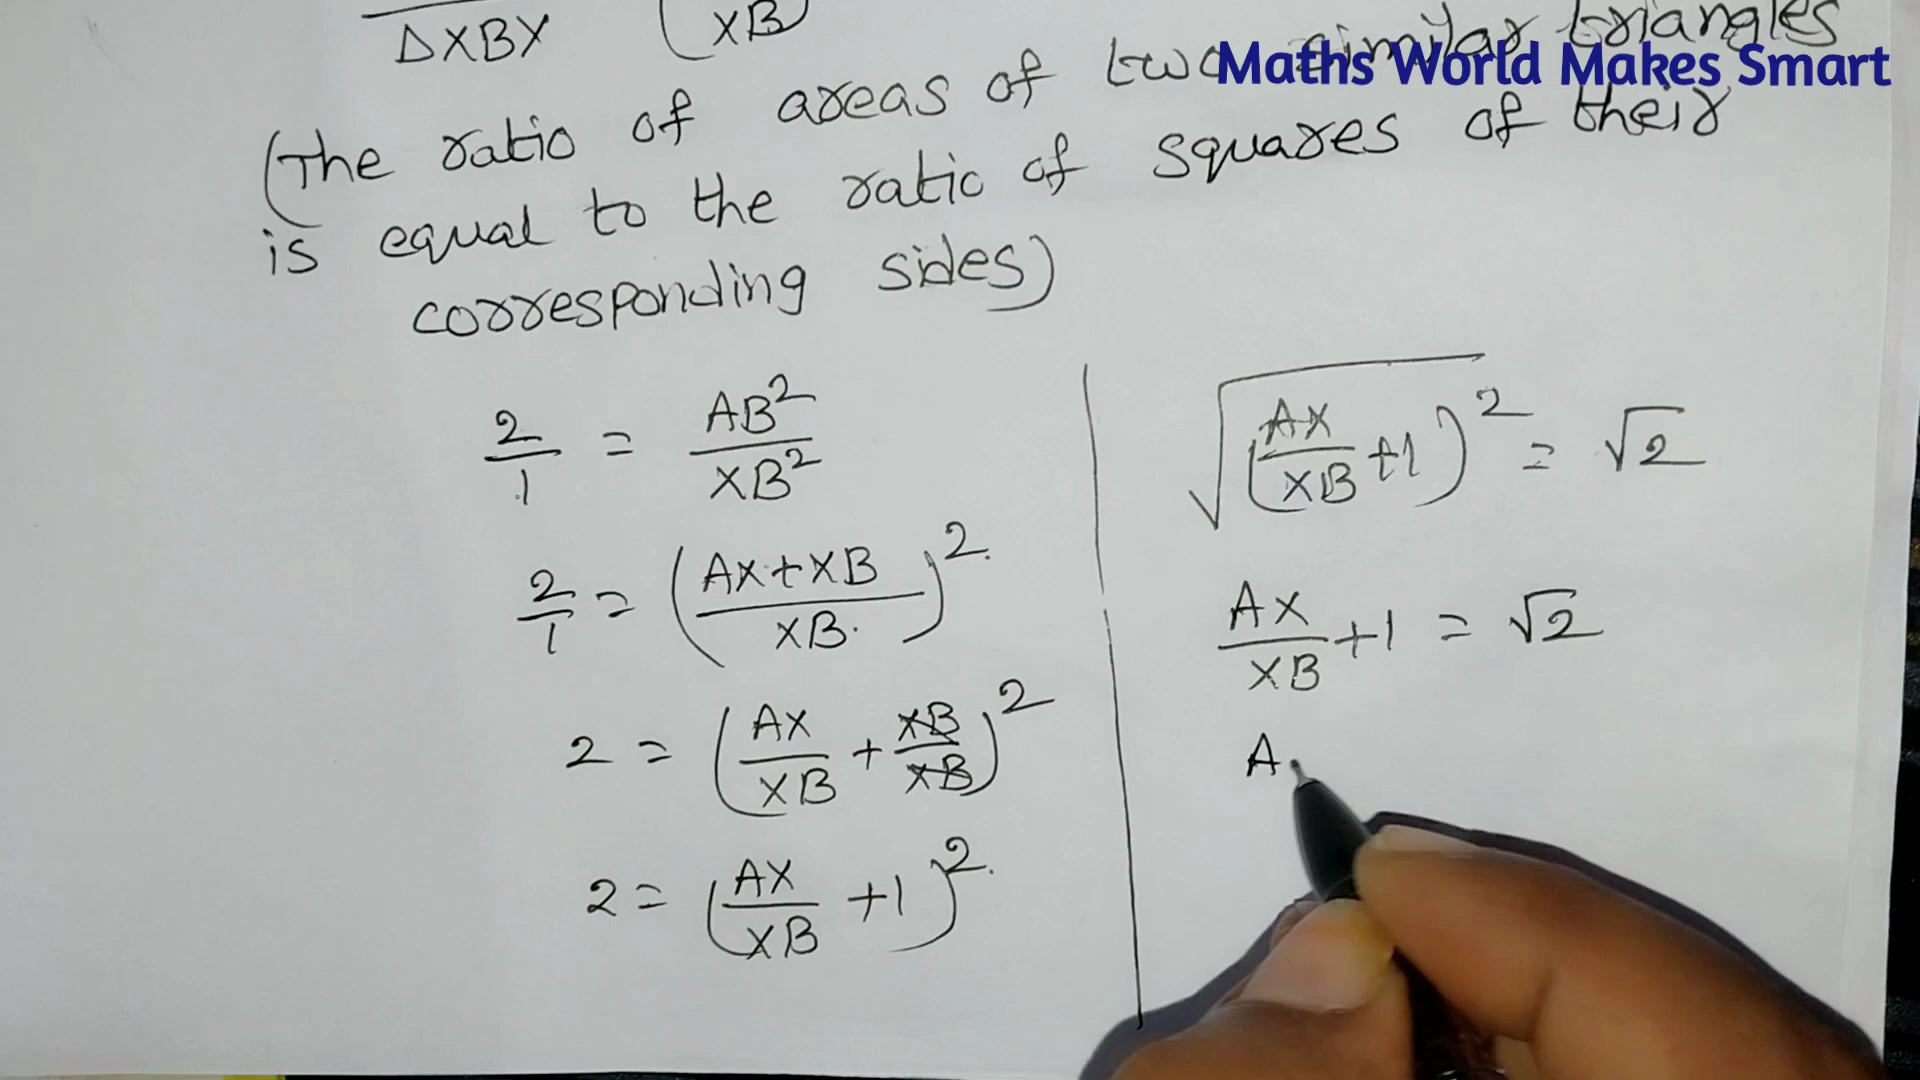 ΔXBY (XB)
Maths World Makes Smart
(The ratio of areas of two similar triangles
is equal to the ratio of squares of their
corresponding sides)
2/1 = AB²/XB²
2/1 = (AX+XB/XB.)².
2 = (AX/XB + XB/XB)²
2 = (AX/XB +1)².
√(AX/XB +1)² = √2
AX/XB +1 = √2
A